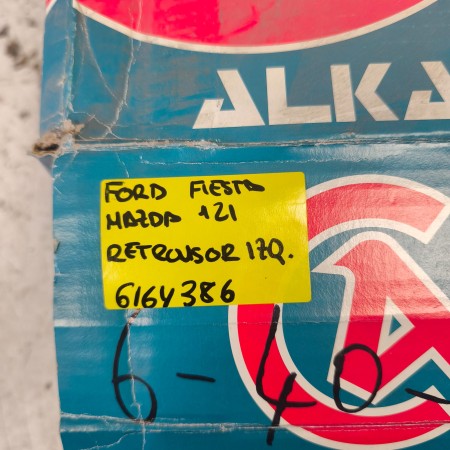 ALKA
FORD FIESTA
MAZDA 121
RETROVISOR IZQ.
6164386
6-40-